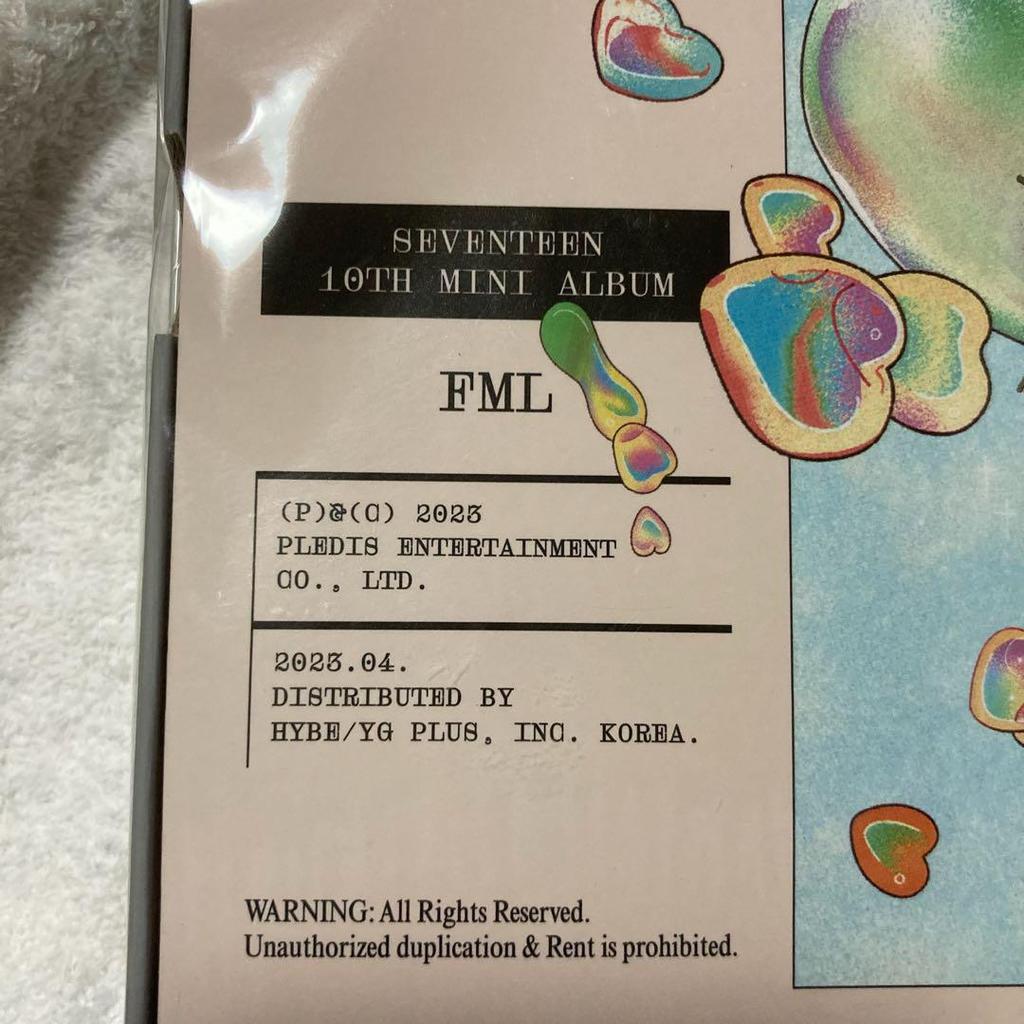 SEVENTEEN
10TH MINI ALBUM
FML
(P)&(C) 2023
PLEDIS ENTERTAINMENT
CO., LTD.
2023.04.
DISTRIBUTED BY
HYBE/YG PLUS, INC. KOREA.
WARNING: All Rights Reserved.
Unauthorized duplication & Rent is prohibited.